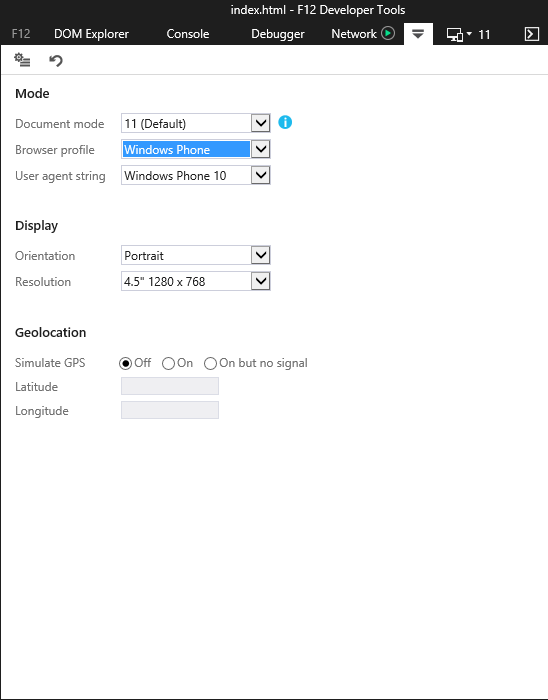 index.html - F12 Developer Tools
F12 DOM Explorer Console Debugger Network 11
Mode
Document mode 11 (Default)
Browser profile Windows Phone
User agent string Windows Phone 10
Display
Orientation Portrait
Resolution 4.5" 1280 x 768
Geolocation
Simulate GPS Off On On but no signal
Latitude
Longitude